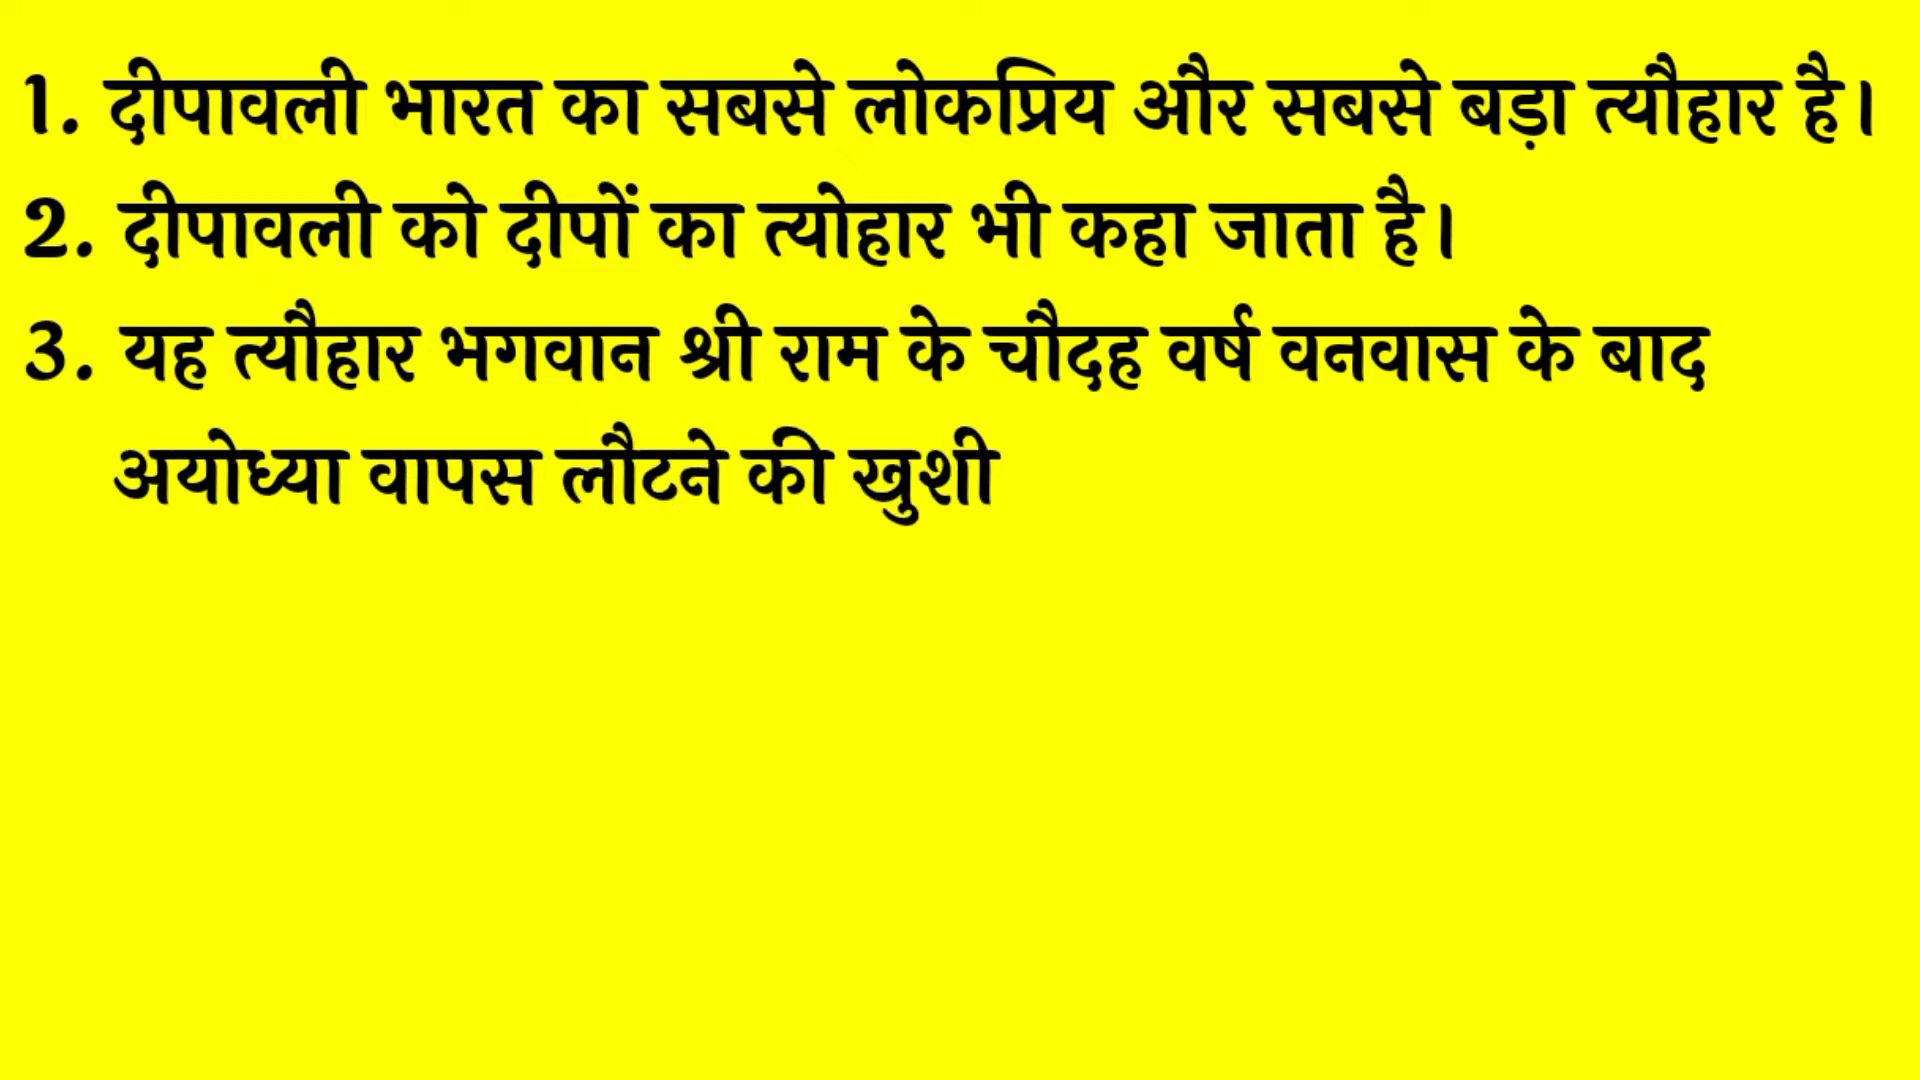 1. दीपावली भारत का सबसे लोकप्रिय और सबसे बड़ा त्यौहार है।
2. दीपावली को दीपों का त्योहार भी कहा जाता है।
3. यह त्यौहार भगवान श्री राम के चौदह वर्ष वनवास के बाद
अयोध्या वापस लौटने की खुशी